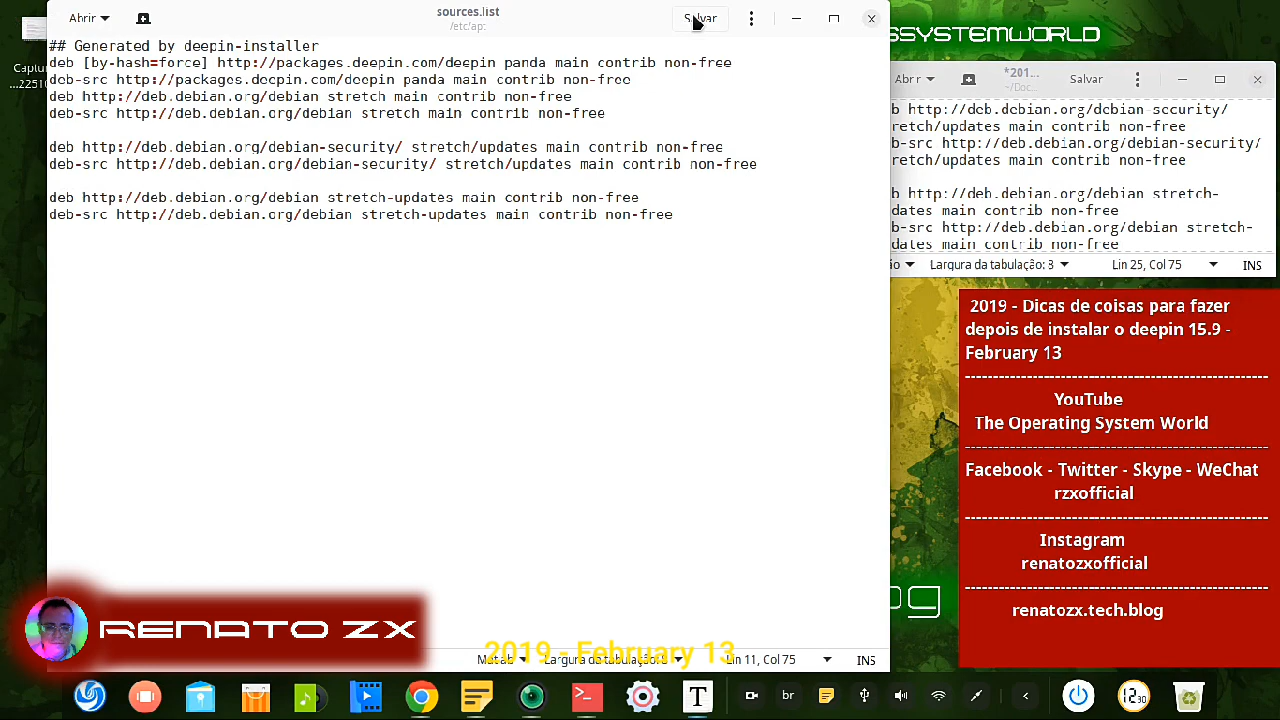 Captur
...22510
Abrir
sources.list
/etc/apt
Salvar
## Generated by deepin-installer
deb [by-hash=force] http://packages.deepin.com/deepin panda main contrib non-free
deb-src http://packages.deepin.com/deepin panda main contrib non-free
deb http://deb.debian.org/debian stretch main contrib non-free
deb-src http://deb.debian.org/debian stretch main contrib non-free
deb http://deb.debian.org/debian-security/ stretch/updates main contrib non-free
deb-src http://deb.debian.org/debian-security/ stretch/updates main contrib non-free
deb http://deb.debian.org/debian stretch-updates main contrib non-free
deb-src http://deb.debian.org/debian stretch-updates main contrib non-free
Lin 11, Col 75 INS
SSYSTEMWORLD
Abrir
*201...
~/Doc...
Salvar
b http://deb.debian.org/debian-security/
retch/updates main contrib non-free
b-src http://deb.debian.org/debian-security/
retch/updates main contrib non-free
b http://deb.debian.org/debian stretch-
dates main contrib non-free
b-src http://deb.debian.org/debian stretch-
dates main contrib non-free
ão Largura da tabulação: 8 Lin 25, Col 75 INS
2019 - Dicas de coisas para fazer
depois de instalar o deepin 15.9 -
February 13
YouTube
The Operating System World
Facebook - Twitter - Skype - WeChat
rzxofficial
Instagram
renatozxofficial
renatozx.tech.blog
RENATO ZX
2019 - February 13
T
br
12:30